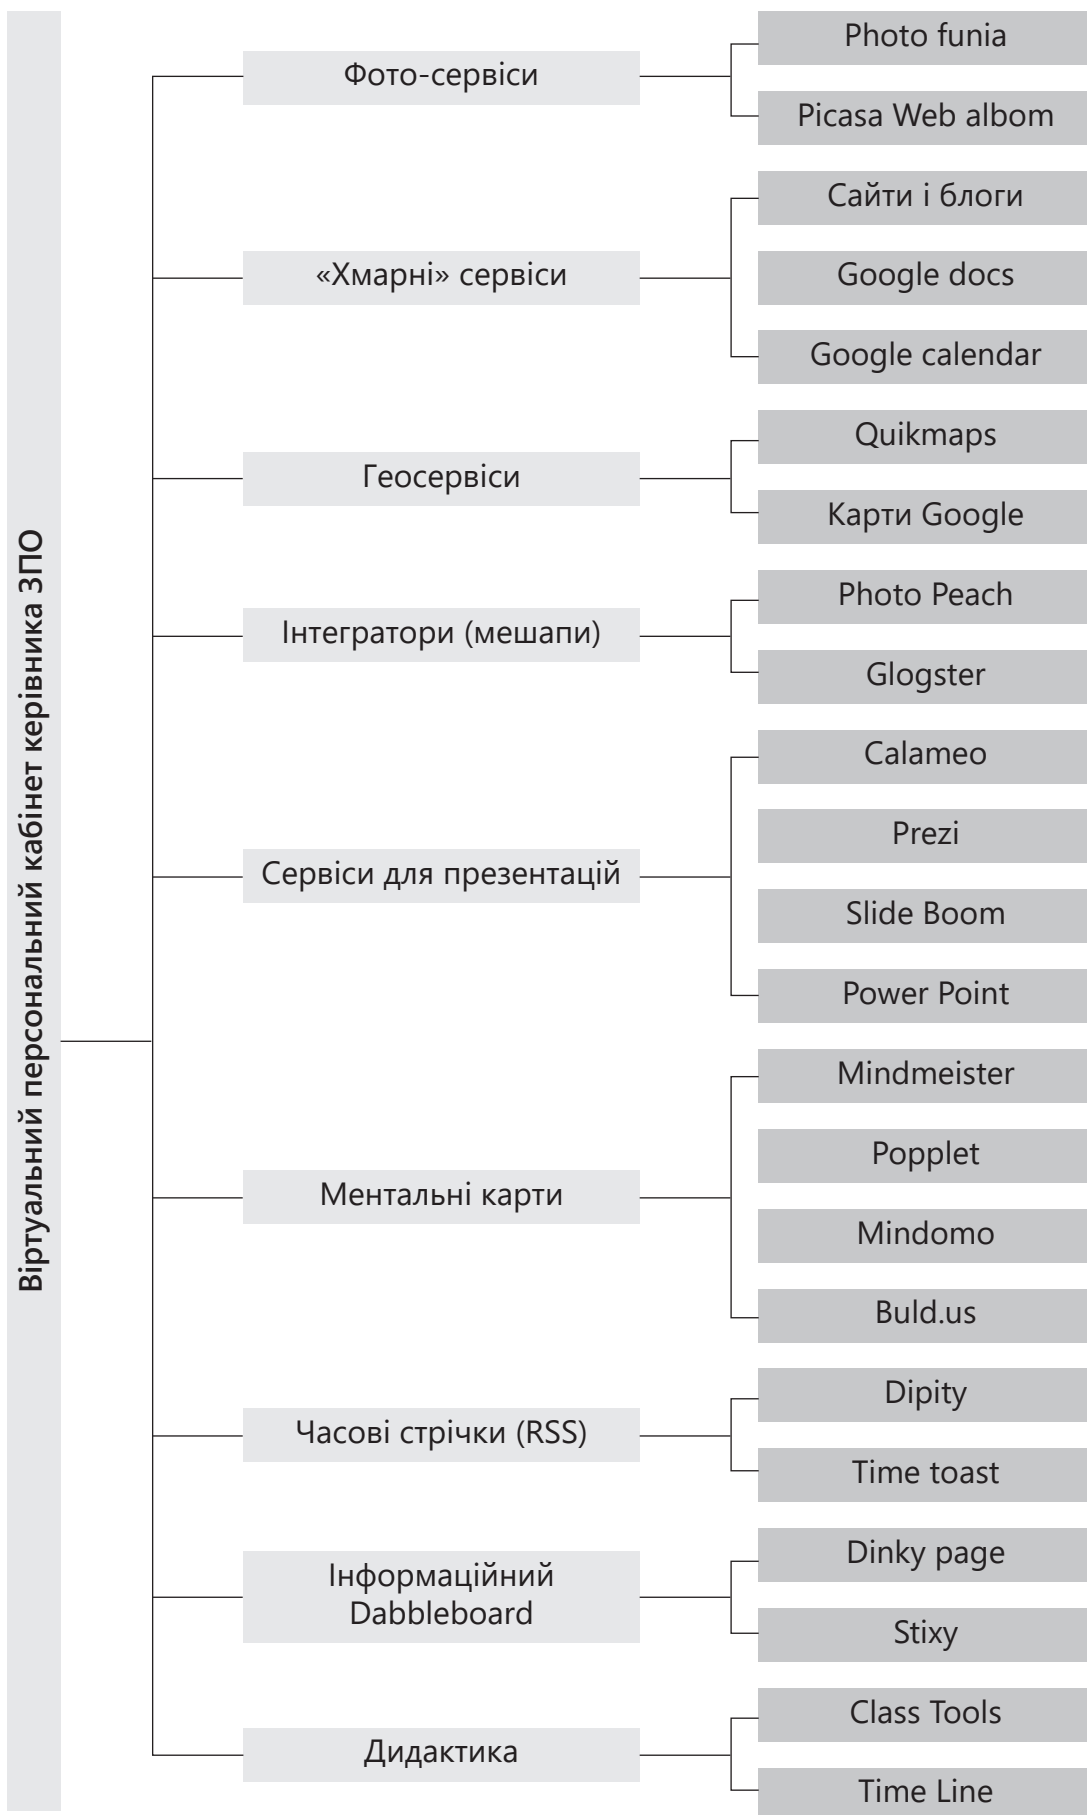 Віртуальний персональний кабінет керівника ЗПО
Фото-сервіси
Photo funia
Picasa Web albom
«Хмарні» сервіси
Сайти і блоги
Google docs
Google calendar
Геосервіси
Quikmaps
Карти Google
Інтегратори (мешапи)
Photo Peach
Glogster
Сервіси для презентацій
Calameo
Prezi
Slide Boom
Power Point
Ментальні карти
Mindmeister
Popplet
Mindomo
Buld.us
Часові стрічки (RSS)
Dipity
Time toast
Інформаційний
Dabbleboard
Dinky page
Stixy
Дидактика
Class Tools
Time Line